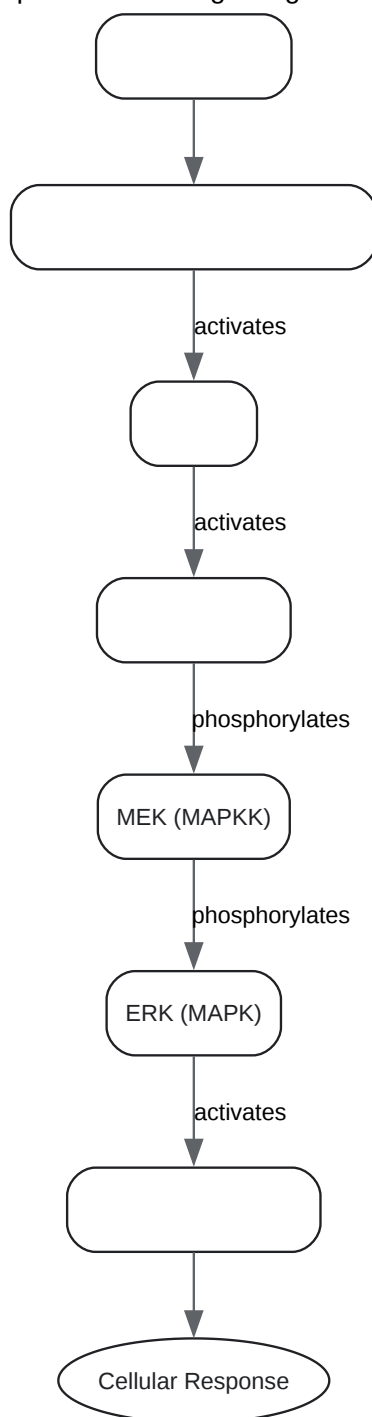 activates
activates
phosphorylates
MEK (MAPKK)
phosphorylates
ERK (MAPK)
activates
Cellular Response